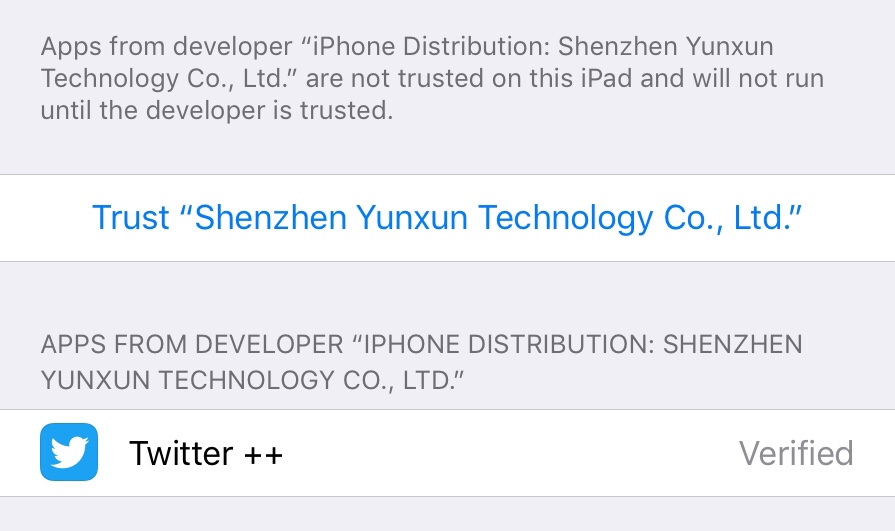 Apps from developer “iPhone Distribution: Shenzhen Yunxun
Technology Co., Ltd.” are not trusted on this iPad and will not run
until the developer is trusted.
Trust “Shenzhen Yunxun Technology Co., Ltd.”
APPS FROM DEVELOPER “IPHONE DISTRIBUTION: SHENZHEN
YUNXUN TECHNOLOGY CO., LTD.”
Twitter ++ Verified